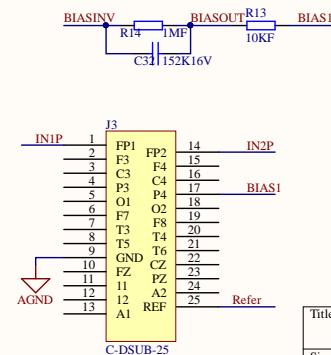 BIASINV
BIASOUT
R13
BIAS1
R14
1MF
10KF
C32
152K16V
J3
IN1P
1
FP1
2
F3
3
C3
4
P3
5
O1
6
F7
7
T3
8
T5
9
GND
10
FZ
11
I1
12
I2
13
A1
FP2
14
IN2P
F4
15
C4
16
P4
17
BIAS1
O2
18
F8
19
T4
20
T6
21
CZ
22
PZ
23
A2
24
REF
25
Refer
AGND
C-DSUB-25
Title